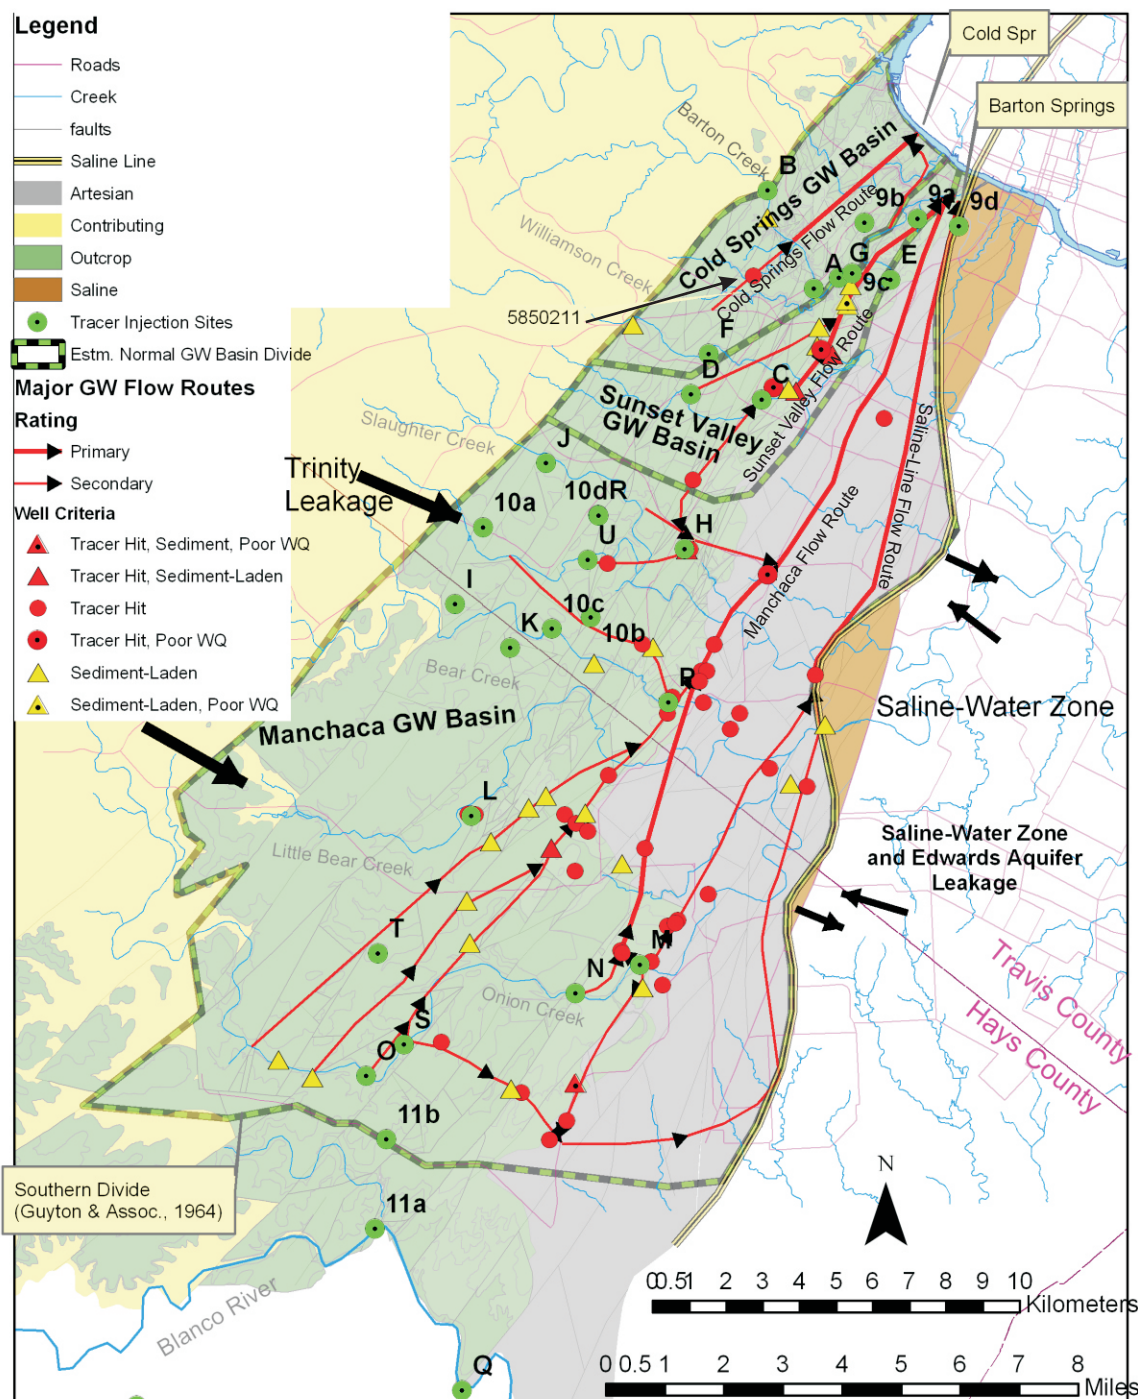 Legend
Roads
Creek
faults
Saline Line
Artesian
Contributing
Outcrop
Saline
Tracer Injection Sites
Estm. Normal GW Basin Divide
Major GW Flow Routes
Rating
Primary
Secondary
Well Criteria
Tracer Hit, Sediment, Poor WQ
Tracer Hit, Sediment-Laden
Tracer Hit
Tracer Hit, Poor WQ
Sediment-Laden
Sediment-Laden, Poor WQ
Cold Spr
Barton Springs
Barton Creek
B
Cold Springs GW Basin
Cold Springs Flow Route
9b
9a
9d
Williamson Creek
A
G
E
9c
5850211
F
D
C
Sunset Valley
GW Basin
Sunset Valley Flow Route
Slaughter Creek
J
Trinity
Leakage
10a
10dR
U
H
Manchaca Flow Route
Saline-Line Flow Route
I
K
10c
10b
Bear Creek
P
Manchaca GW Basin
Saline-Water Zone
L
Little Bear Creek
Saline-Water Zone
and Edwards Aquifer
Leakage
T
N
M
Onion Creek
S
O
Travis County
Hays County
11b
Southern Divide
(Guyton & Assoc., 1964)
11a
N
Blanco River
Q
0 0.5 1 2 3 4 5 6 7 8 9 10
Kilometers
0 0.5 1 2 3 4 5 6 7 8
Miles